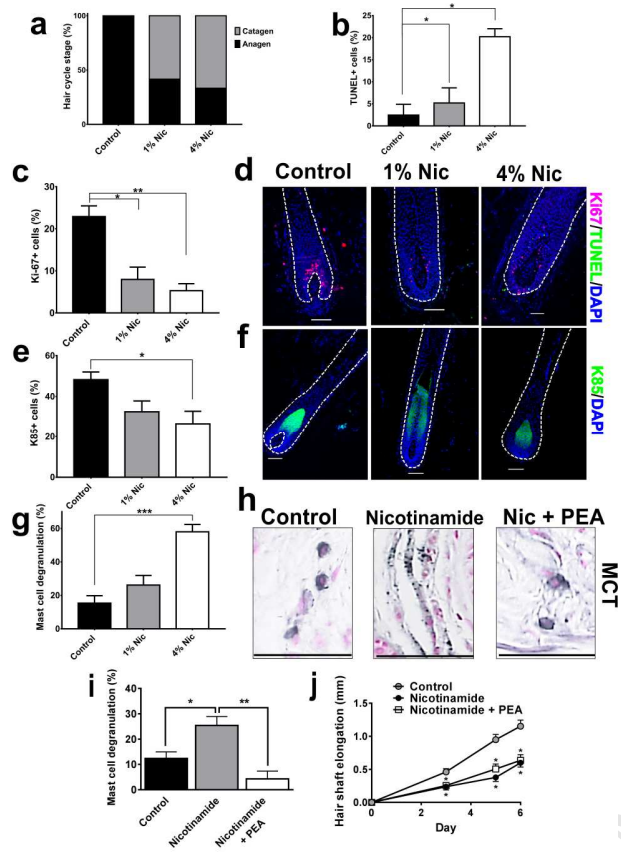 a
Hair cycle stage (%)
100
50
0
Control
1% Nic
4% Nic
Catagen
Anagen
b
TUNEL+ cells (%)
25
20
15
10
5
0
*
*
Control
1% Nic
4% Nic
c
Ki-67+ cells (%)
30
20
10
0
**
*
Control
1% Nic
4% Nic
d
Control
1% Nic
4% Nic
Ki67/TUNEL/DAPI
e
K85+ cells (%)
60
40
20
0
*
Control
1% Nic
4% Nic
f
K85/DAPI
g
Mast cell degranulation (%)
60
40
20
0
***
Control
1% Nic
4% Nic
h
Control
Nicotinamide
Nic + PEA
MCT
i
Mast cell degranulation (%)
40
30
20
10
0
*
**
Control
Nicotinamide
Nicotinamide
+ PEA
j
Control
Nicotinamide
Nicotinamide + PEA
Hair shaft elongation (mm)
1.5
1.0
0.5
0.0
*
*
*
*
*
*
0
2
4
6
Day